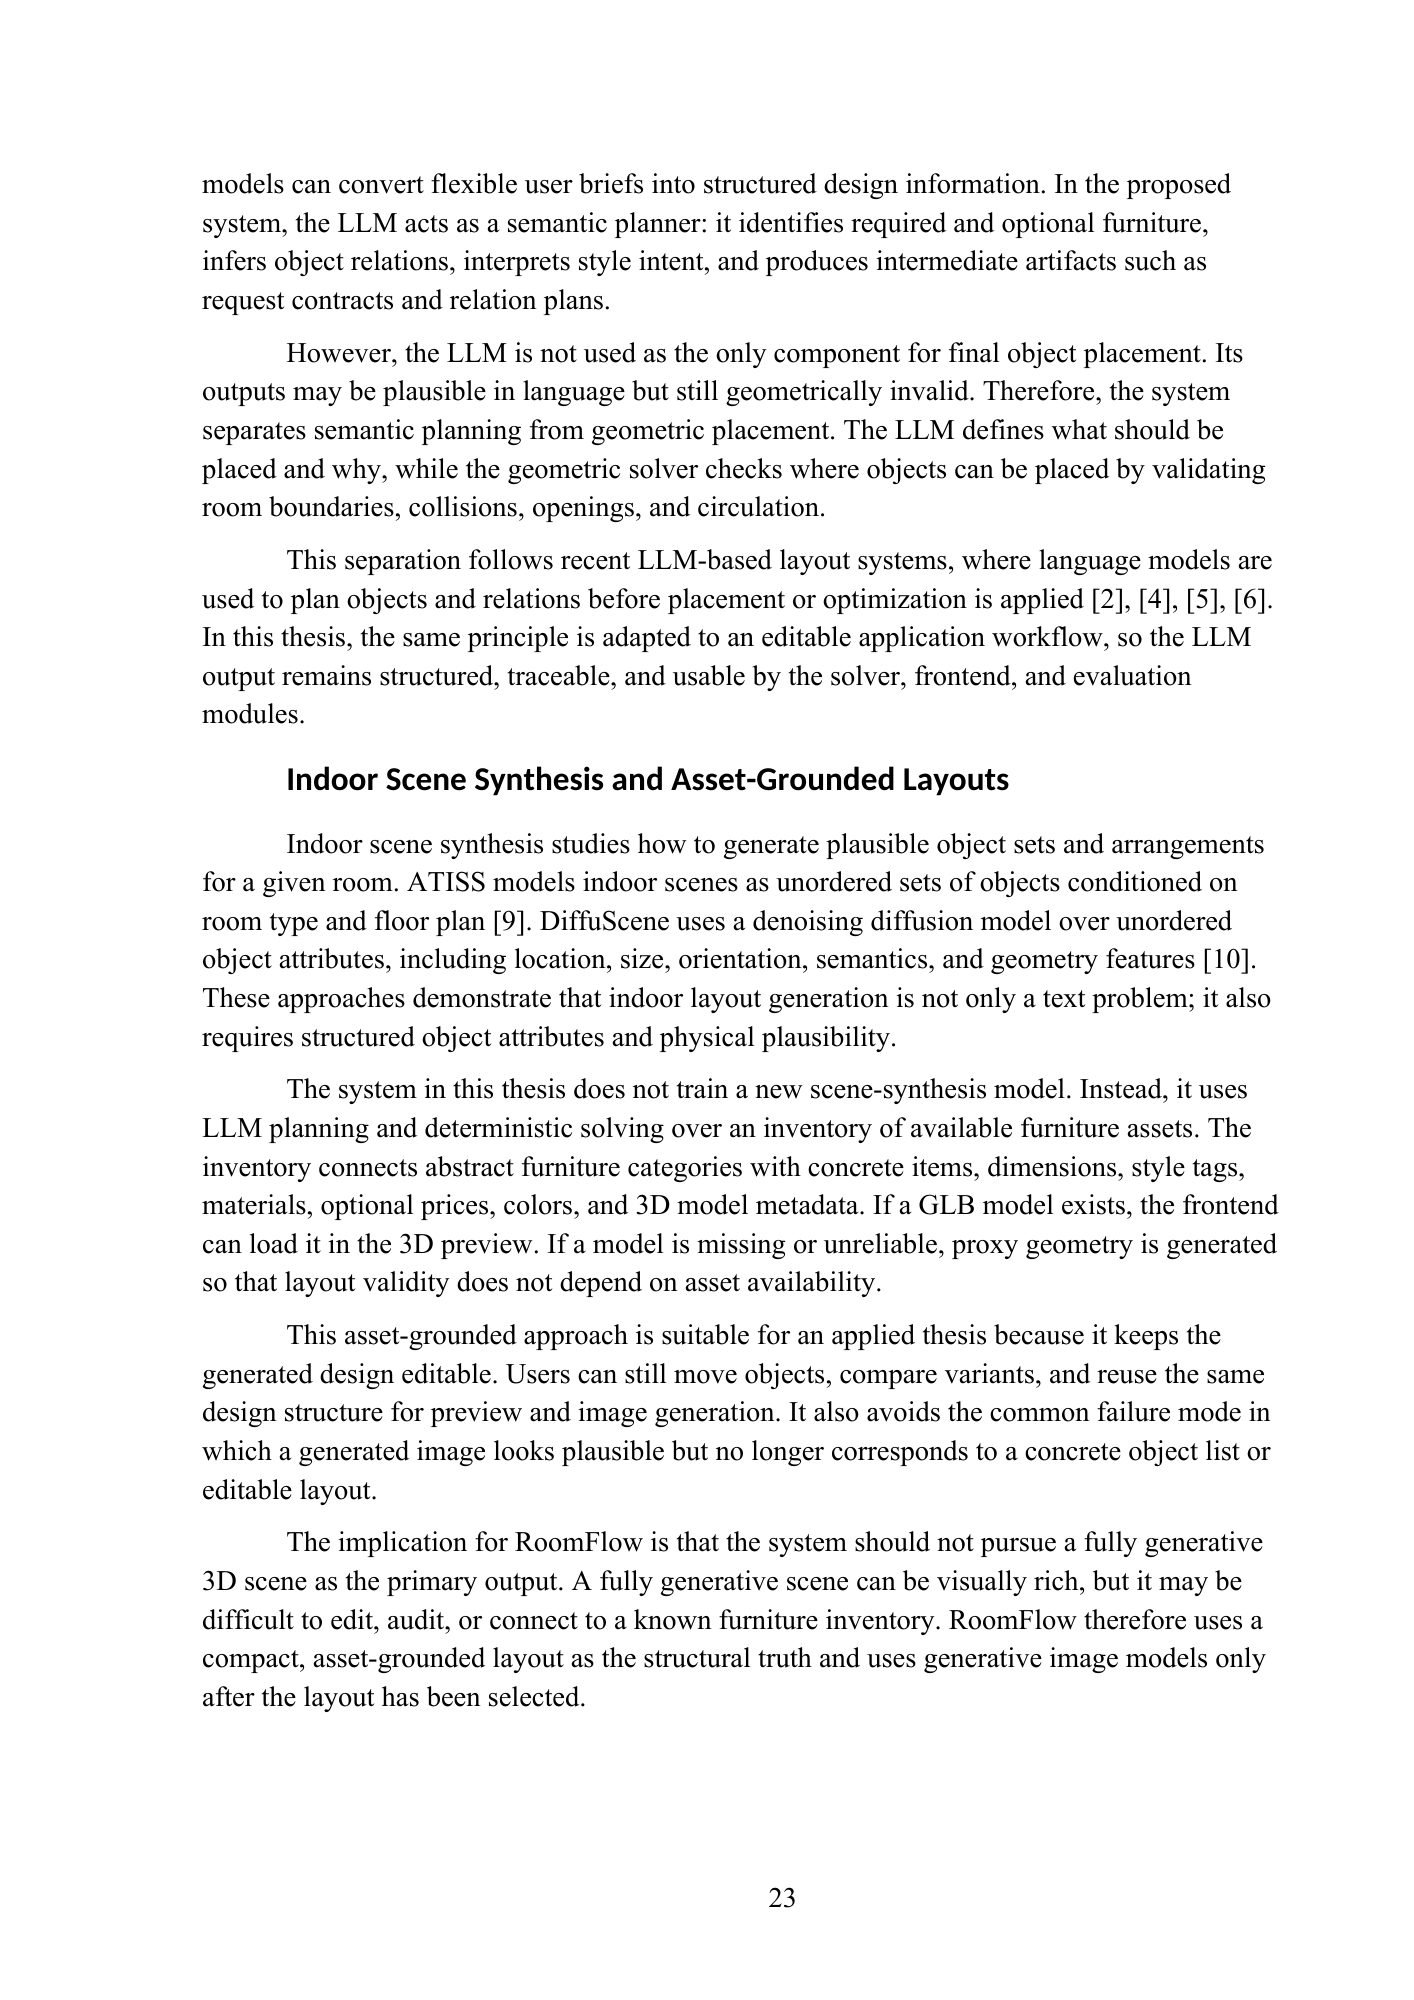 models can convert flexible user briefs into structured design information. In the proposed
system, the LLM acts as a semantic planner: it identifies required and optional furniture,
infers object relations, interprets style intent, and produces intermediate artifacts such as
request contracts and relation plans.
However, the LLM is not used as the only component for final object placement. Its
outputs may be plausible in language but still geometrically invalid. Therefore, the system
separates semantic planning from geometric placement. The LLM defines what should be
placed and why, while the geometric solver checks where objects can be placed by validating
room boundaries, collisions, openings, and circulation.
This separation follows recent LLM-based layout systems, where language models are
used to plan objects and relations before placement or optimization is applied [2], [4], [5], [6].
In this thesis, the same principle is adapted to an editable application workflow, so the LLM
output remains structured, traceable, and usable by the solver, frontend, and evaluation
modules.
Indoor Scene Synthesis and Asset-Grounded Layouts
Indoor scene synthesis studies how to generate plausible object sets and arrangements
for a given room. ATISS models indoor scenes as unordered sets of objects conditioned on
room type and floor plan [9]. DiffuScene uses a denoising diffusion model over unordered
object attributes, including location, size, orientation, semantics, and geometry features [10].
These approaches demonstrate that indoor layout generation is not only a text problem; it also
requires structured object attributes and physical plausibility.
The system in this thesis does not train a new scene-synthesis model. Instead, it uses
LLM planning and deterministic solving over an inventory of available furniture assets. The
inventory connects abstract furniture categories with concrete items, dimensions, style tags,
materials, optional prices, colors, and 3D model metadata. If a GLB model exists, the frontend
can load it in the 3D preview. If a model is missing or unreliable, proxy geometry is generated
so that layout validity does not depend on asset availability.
This asset-grounded approach is suitable for an applied thesis because it keeps the
generated design editable. Users can still move objects, compare variants, and reuse the same
design structure for preview and image generation. It also avoids the common failure mode in
which a generated image looks plausible but no longer corresponds to a concrete object list or
editable layout.
The implication for RoomFlow is that the system should not pursue a fully generative
3D scene as the primary output. A fully generative scene can be visually rich, but it may be
difficult to edit, audit, or connect to a known furniture inventory. RoomFlow therefore uses a
compact, asset-grounded layout as the structural truth and uses generative image models only
after the layout has been selected.
23